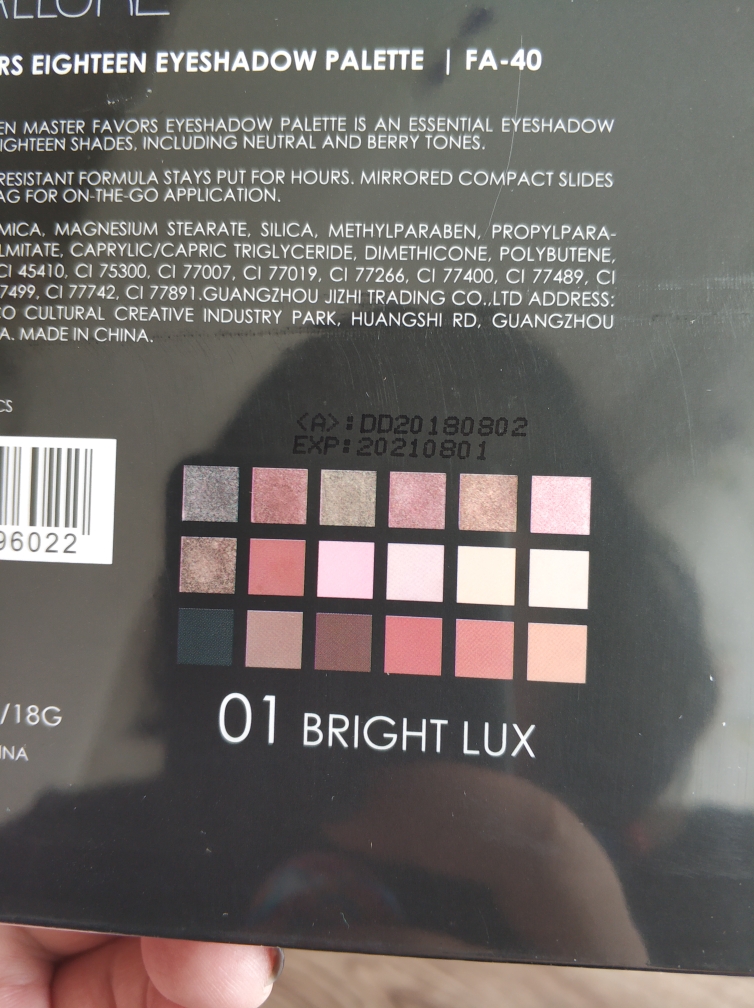 RS EIGHTEEN EYESHADOW PALETTE | FA-40
EN MASTER FAVORS EYESHADOW PALETTE IS AN ESSENTIAL EYESHADOW
IGHTEEN SHADES, INCLUDING NEUTRAL AND BERRY TONES.
RESISTANT FORMULA STAYS PUT FOR HOURS. MIRRORED COMPACT SLIDES
AG FOR ON-THE-GO APPLICATION.
MICA, MAGNESIUM STEARATE, SILICA, METHYLPARABEN, PROPYLPARA-
LMITATE, CAPRYLIC/CAPRIC TRIGLYCERIDE, DIMETHICONE, POLYBUTENE,
CI 45410, CI 75300, CI 77007, CI 77019, CI 77266, CI 77400, CI 77489, CI
7499, CI 77742, CI 77891.GUANGZHOU JIZHI TRADING CO.,LTD ADDRESS:
O CULTURAL CREATIVE INDUSTRY PARK, HUANGSHI RD, GUANGZHOU
A. MADE IN CHINA.
CS
<A>:DD20180802
EXP:20210801
96022
/18G
INA
01 BRIGHT LUX